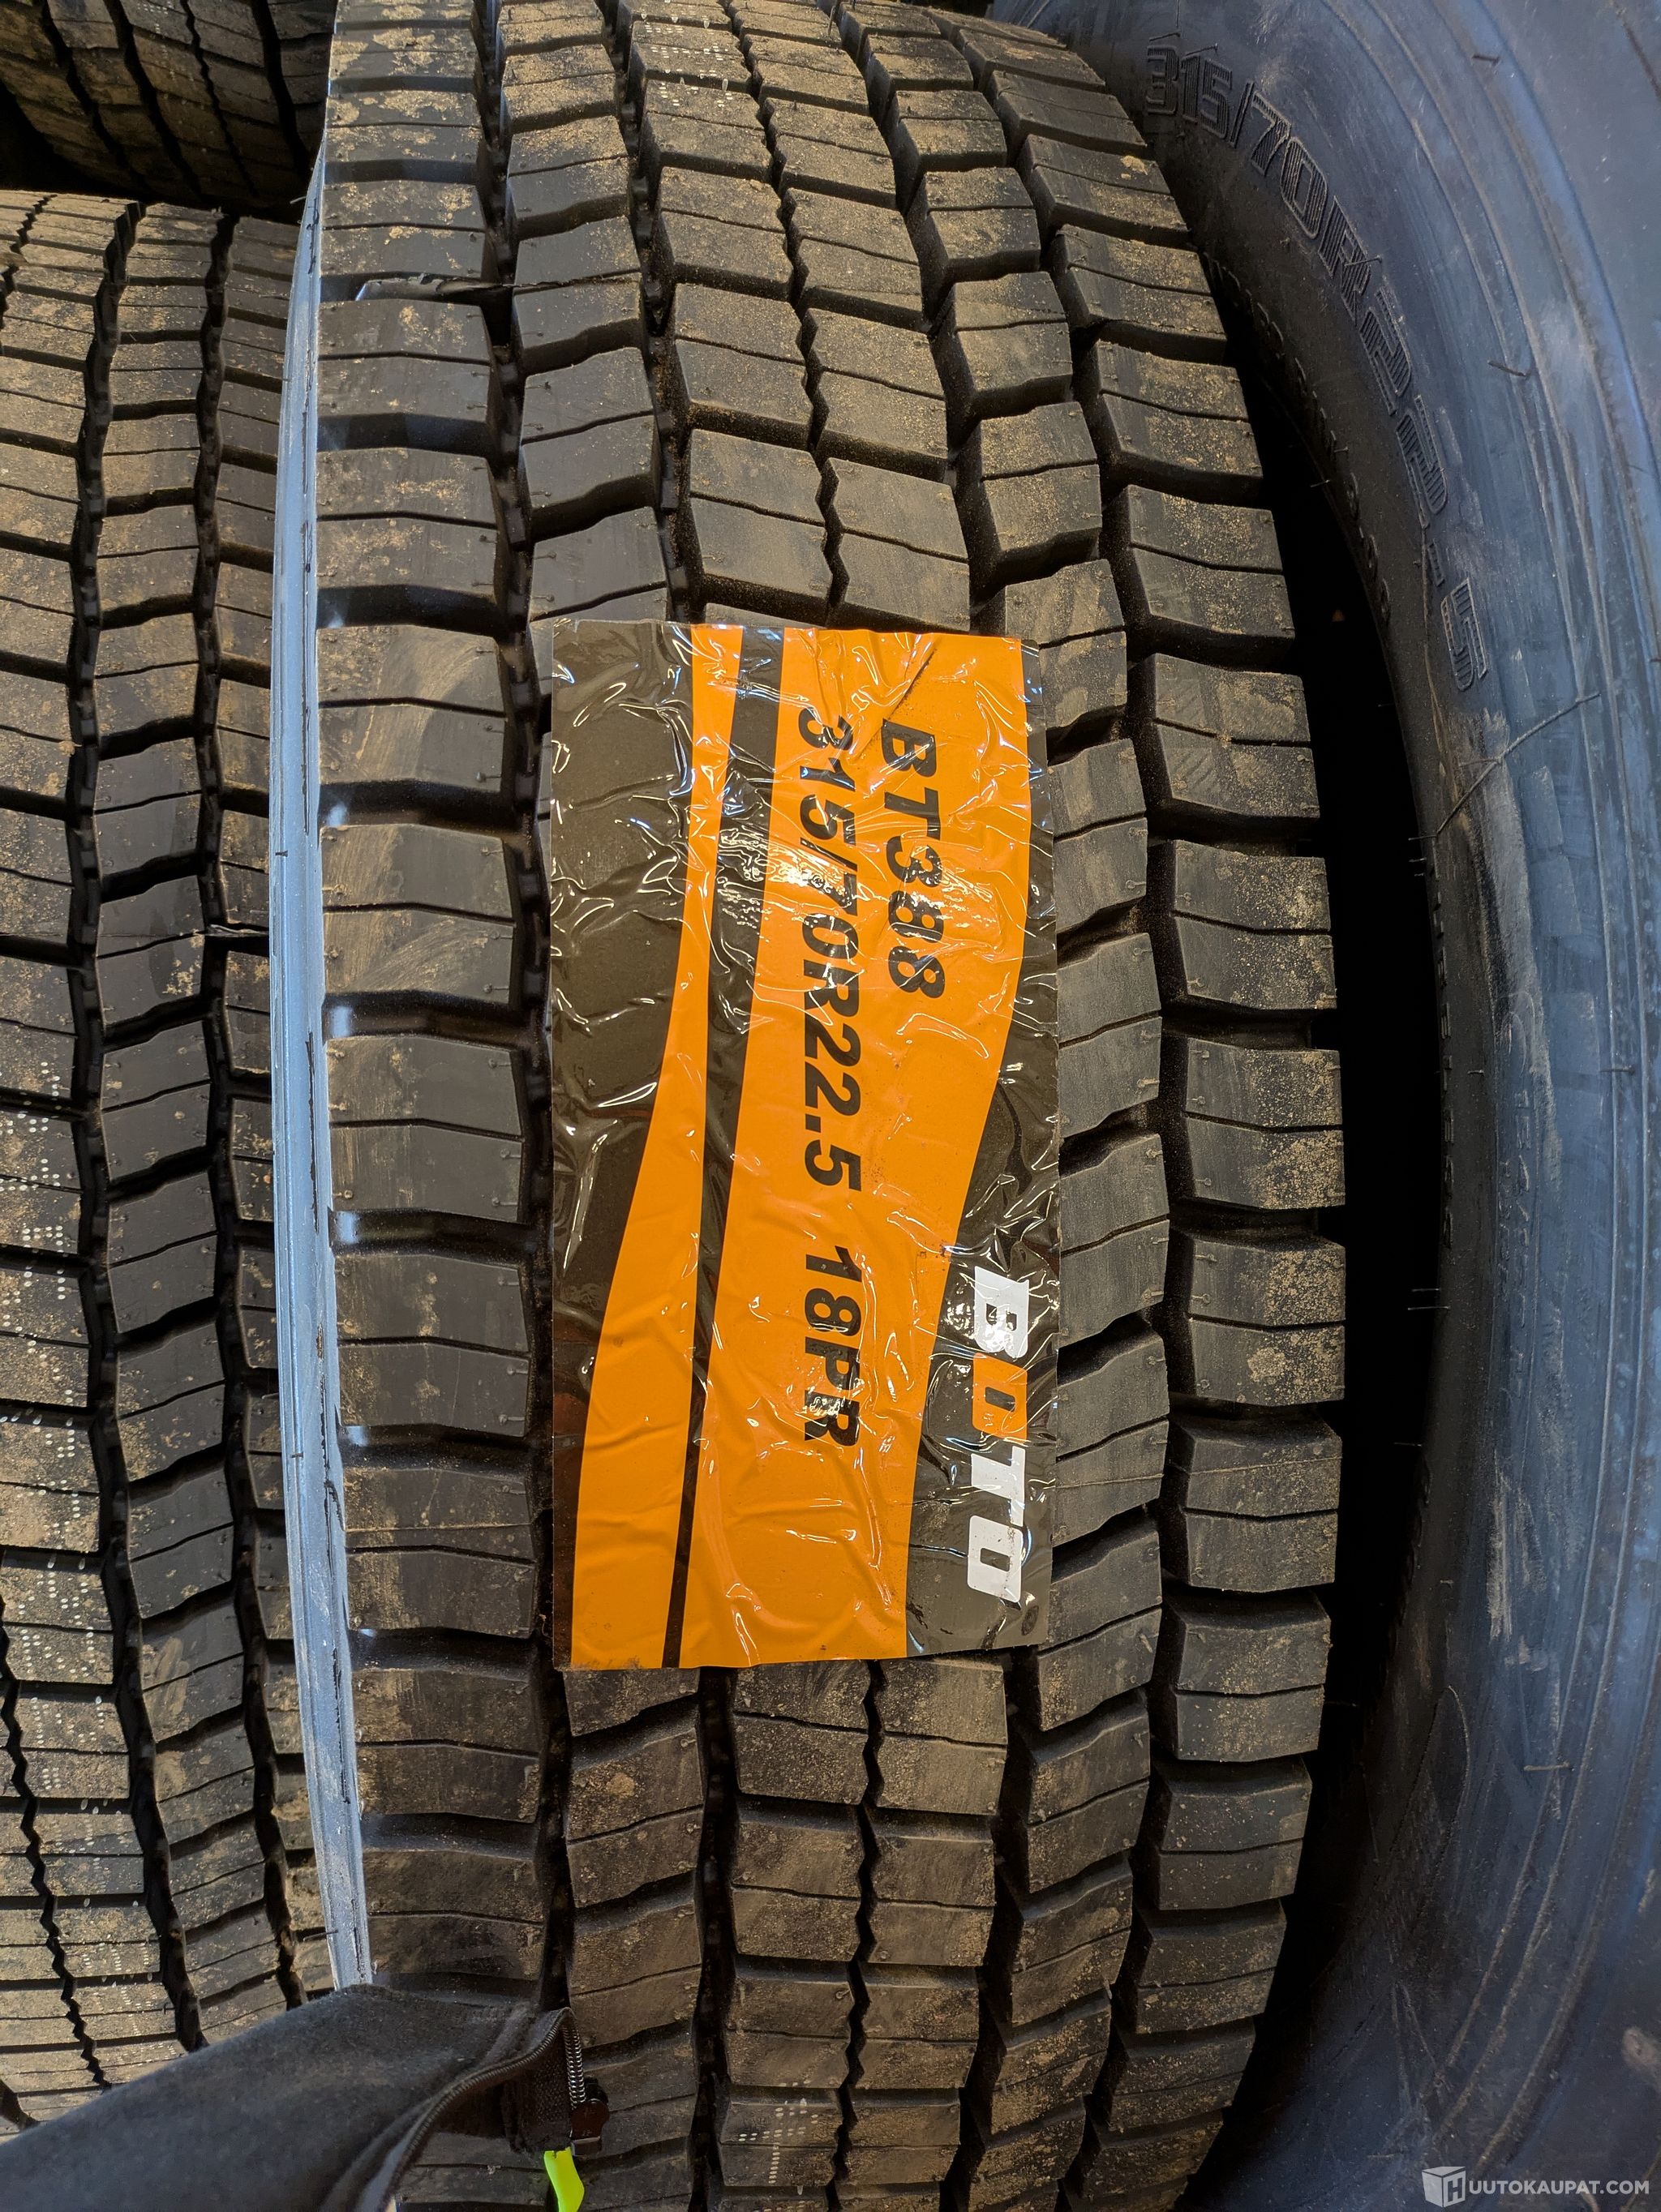 BT388
315/70R22.5 18PR
BOTO
315/70R22.5
HUUTOKAUPAT.COM